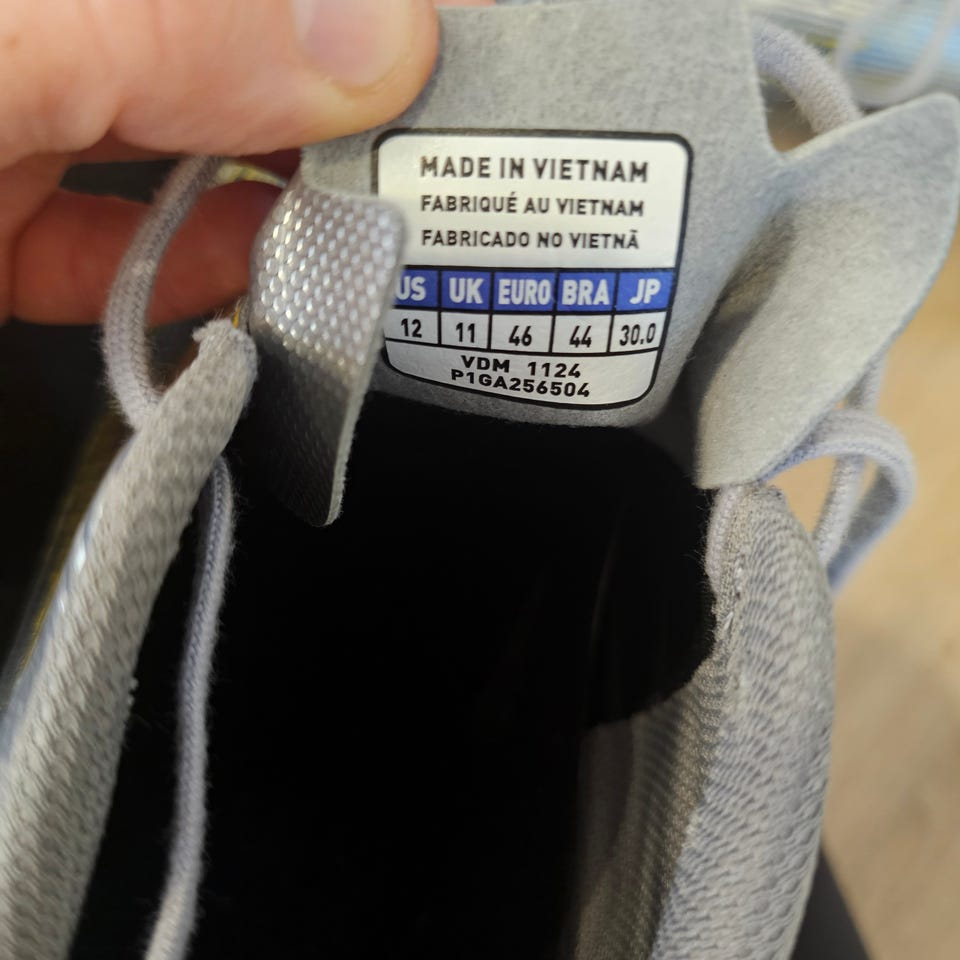 MADE IN VIETNAM
FABRIQUÉ AU VIETNAM
FABRICADO NO VIETNÃ
US UK EURO BRA JP
12 11 46 44 30.0
VDM 1124
P1GA256504